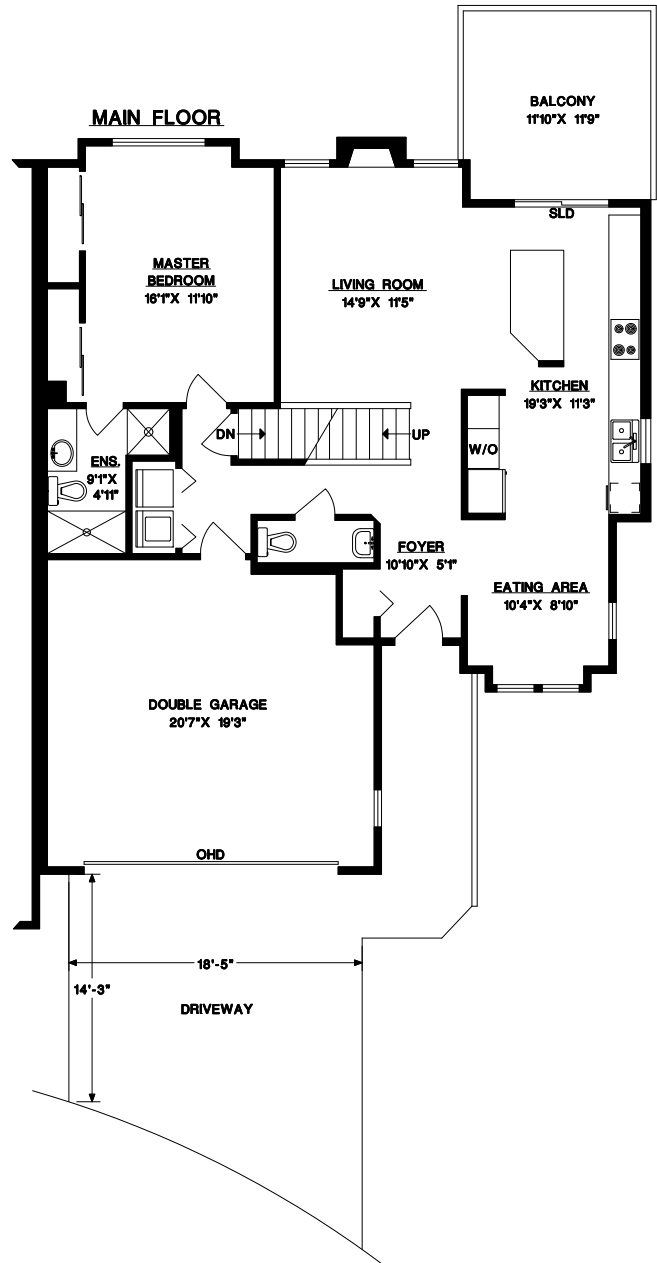 BALCONY
11'10"X 11'9"
MAIN FLOOR
SLD
MASTER
BEDROOM
16'1"X 11'10"
LIVING ROOM
14'9"X 11'5"
KITCHEN
19'3"X 11'3"
DN
UP
W/O
ENS.
9'1"X
4'11"
FOYER
10'10"X 5'1"
EATING AREA
10'4"X 8'10"
DOUBLE GARAGE
20'7"X 19'3"
OHD
18'-5"
14'-3"
DRIVEWAY